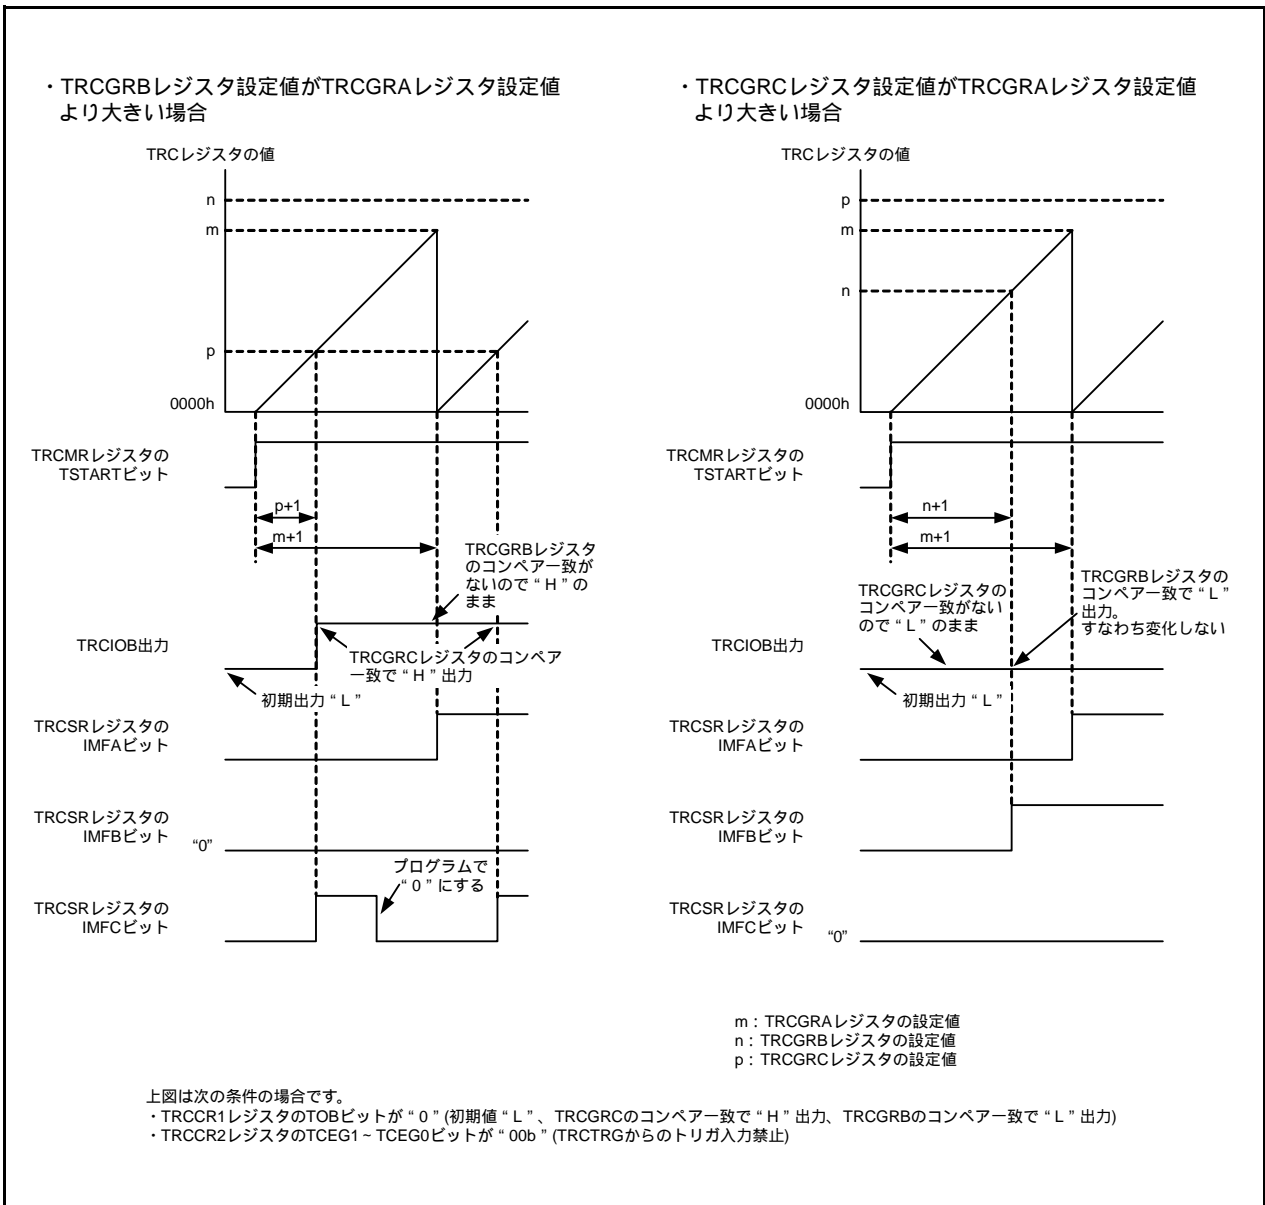 ・TRCGRBレジスタ設定値がTRCGRAレジスタ設定値
より大きい場合
TRCレジスタの値
n
m
p
0000h
TRCMRレジスタの
TSTARTビット
p+1
m+1
TRCGRBレジスタ
のコンペア一致が
ないので“H”の
まま
TRCIOB出力
TRCGRCレジスタのコンペア
一致で“H”出力
初期出力“L”
TRCSRレジスタの
IMFAビット
TRCSRレジスタの
IMFBビット
“0”
プログラムで
“0”にする
TRCSRレジスタの
IMFCビット
・TRCGRCレジスタ設定値がTRCGRAレジスタ設定値
より大きい場合
TRCレジスタの値
p
m
n
0000h
TRCMRレジスタの
TSTARTビット
n+1
m+1
TRCGRCレジスタの
コンペア一致がない
ので“L”のまま
TRCGRBレジスタの
コンペア一致で“L”
出力。
すなわち変化しない
TRCIOB出力
初期出力“L”
TRCSRレジスタの
IMFAビット
TRCSRレジスタの
IMFBビット
TRCSRレジスタの
IMFCビット
“0”
m：TRCGRAレジスタの設定値
n：TRCGRBレジスタの設定値
p：TRCGRCレジスタの設定値
上図は次の条件の場合です。
・TRCCR1レジスタのTOBビットが“0”(初期値“L”、TRCGRCのコンペア一致で“H”出力、TRCGRBのコンペア一致で“L”出力)
・TRCCR2レジスタのTCEG1～TCEG0ビットが“00b”(TRCTRGからのトリガ入力禁止)